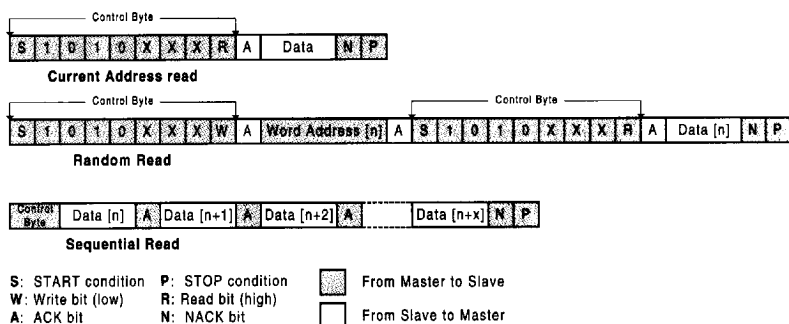 Control Byte
S 1 0 1 0 X X X R A Data N P
Current Address read
Control Byte Control Byte
S 1 0 1 0 X X X W A Word Address [n] A S 1 0 1 0 X X X R A Data [n] N P
Random Read
Control Byte Data [n] A Data [n+1] A Data [n+2] A Data [n+x] N P
Sequential Read
S: START condition P: STOP condition From Master to Slave
W: Write bit (low) R: Read bit (high)
A: ACK bit N: NACK bit From Slave to Master